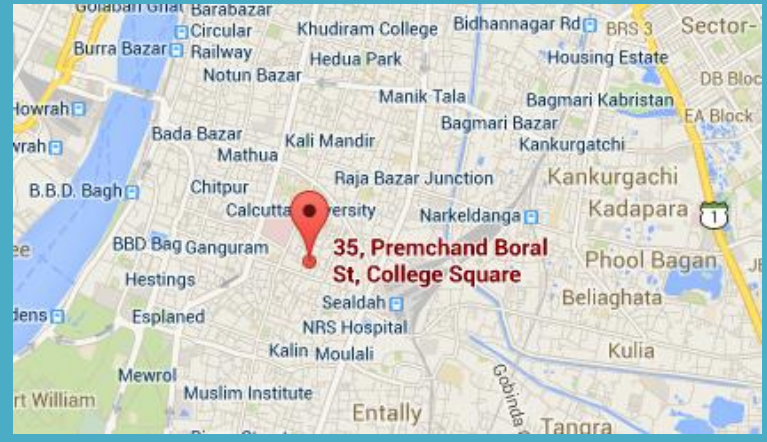 Golabari Ghat Barabazar
Circular
Railway
Khudiram College
Bidhannagar Rd
BRS 3
Sector-
Burra Bazar
Hedua Park
Housing Estate
Notun Bazar
DB Bloc
Manik Tala
Bagmari Kabristan
Howrah
EA Block
Bagmari Bazar
Bada Bazar
Kali Mandir
Kankurgatchi
wrah
Mathua
Raja Bazar Junction
Kankurgachi
B.B.D. Bagh
Chitpur
Calcutta
ersity
Narkeldanga
Kadapara
1
BBD Bag
Ganguram
35, Premchand Boral
St, College Square
Phool Bagan
Hestings
Beliaghata
dens
Esplaned
Sealdah
NRS Hospital
Kalin
Moulali
Kulia
Mewrol
Muslim Institute
rt William
Entally
Gobinda
Tangra